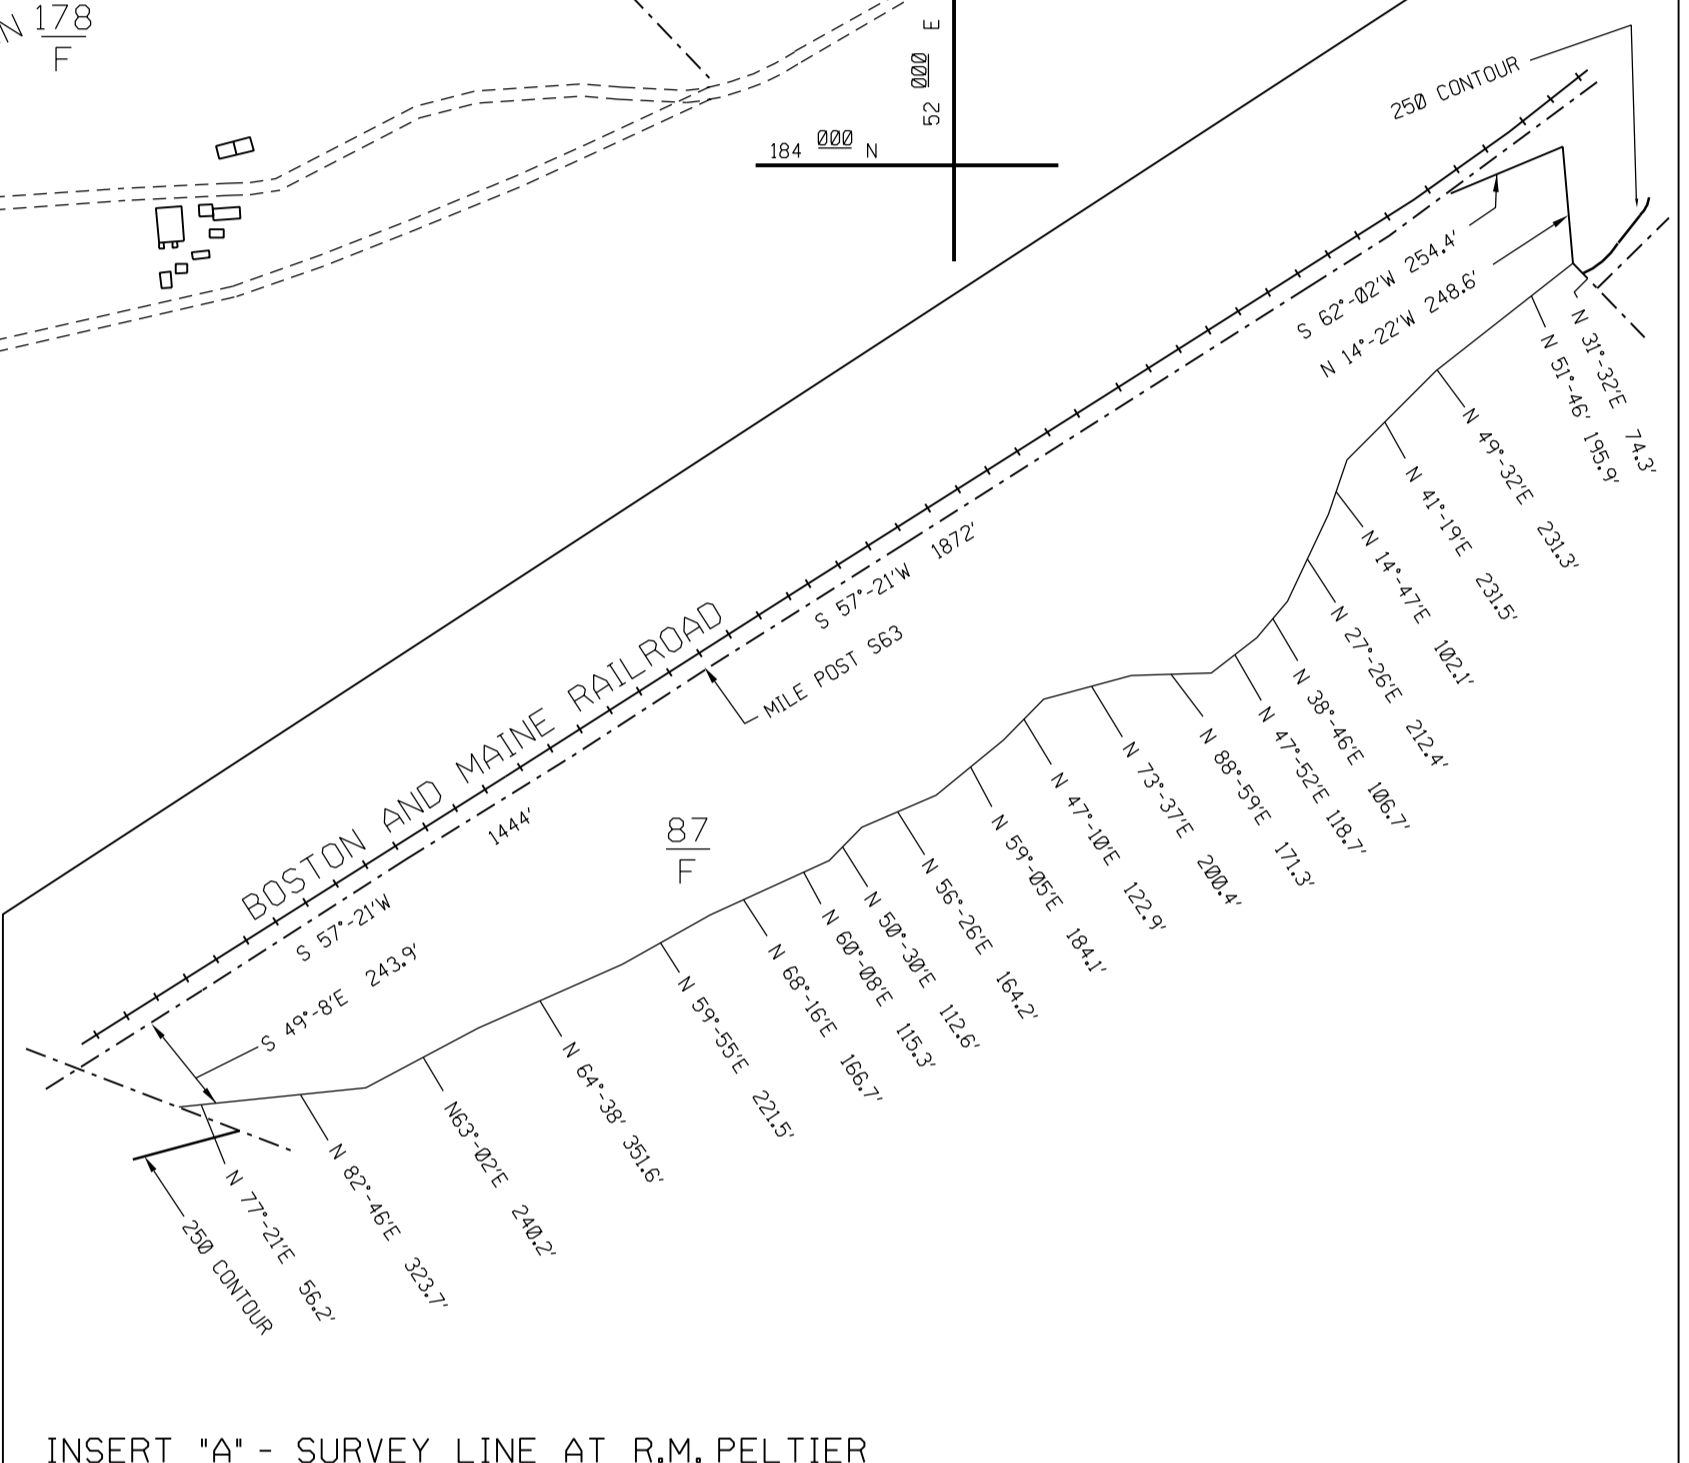 N 178
F
52 000 E
184 000 N
250 CONTOUR
S 62°-02'W 254.4'
N 14°-22'W 248.6'
N 31°-32'E 74.3'
N 51°-46' 195.9'
N 49°-32'E 231.3'
N 41°-19'E 231.5'
N 14°-47'E 102.1'
N 27°-26'E 212.4'
N 38°-46'E 106.7'
N 47°-52'E 118.7'
N 88°-59'E 171.3'
N 73°-37'E 200.4'
N 47°-10'E 122.9'
N 59°-05'E 184.1'
N 56°-26'E 164.2'
N 50°-30'E 112.6'
N 60°-08'E 115.3'
N 68°-16'E 166.7'
N 59°-55'E 221.5'
N 64°-38' 351.6'
N63°-02'E 240.2'
N 82°-46'E 323.7'
N 77°-21'E 56.2'
250 CONTOUR
S 57°-21'W 1872'
MILE POST S63
BOSTON AND MAINE RAILROAD
1444'
S 57°-21'W
S 49°-8'E 243.9'
87
F
INSERT "A" - SURVEY LINE AT R.M. PELTIER